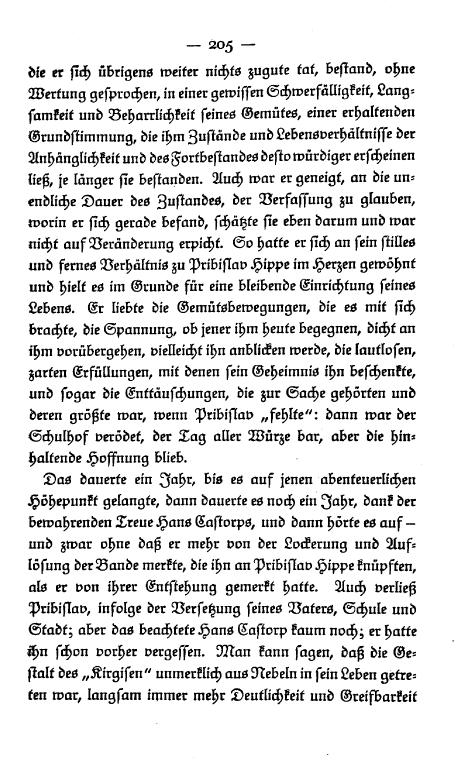 — 205 —
die er sich übrigens weiter nichts zugute tat, bestand, ohne
Wertung gesprochen, in einer gewissen Schwerfälligkeit, Lang-
samkeit und Beharrlichkeit seines Gemütes, einer erhaltenden
Grundstimmung, die ihm Zustände und Lebensverhältnisse der
Anhänglichkeit und des Fortbestandes desto würdiger erscheinen
ließ, je länger sie bestanden. Auch war er geneigt, an die un-
endliche Dauer des Zustandes, der Verfassung zu glauben,
worin er sich gerade befand, schätzte sie eben darum und war
nicht auf Veränderung erpicht. So hatte er sich an sein stilles
und fernes Verhältnis zu Pribislav Hippe im Herzen gewöhnt
und hielt es im Grunde für eine bleibende Einrichtung seines
Lebens. Er liebte die Gemütsbewegungen, die es mit sich
brachte, die Spannung, ob jener ihm heute begegnen, dicht an
ihm vorübergehen, vielleicht ihn anblicken werde, die lautlosen,
zarten Erfüllungen, mit denen sein Geheimnis ihn beschenkte,
und sogar die Enttäuschungen, die zur Sache gehörten und
deren größte war, wenn Pribislav „fehlte“: dann war der
Schulhof verödet, der Tag aller Würze bar, aber die hin-
haltende Hoffnung blieb.
Das dauerte ein Jahr, bis es auf jenen abenteuerlichen
Höhepunkt gelangte, dann dauerte es noch ein Jahr, dank der
bewahrenden Treue Hans Castorps, und dann hörte es auf —
und zwar ohne daß er mehr von der Lockerung und Auf-
lösung der Bande merkte, die ihn an Pribislav Hippe knüpften,
als er von ihrer Entstehung gemerkt hatte. Auch verließ
Pribislav, infolge der Versetzung seines Vaters, Schule und
Stadt; aber das beachtete Hans Castorp kaum noch; er hatte
ihn schon vorher vergessen. Man kann sagen, daß die Ge-
stalt des „Kirgisen“ unmerklich aus Nebeln in sein Leben getre-
ten war, langsam immer mehr Deutlichkeit und Greifbarkeit